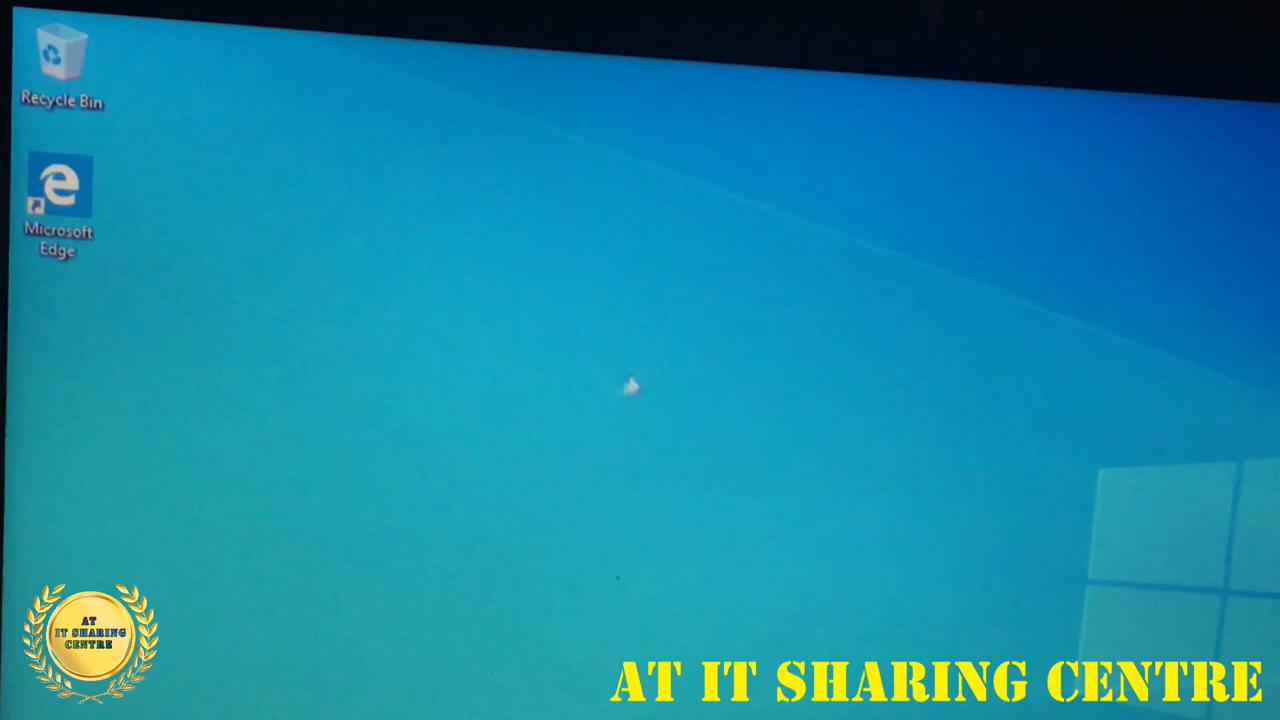 Recycle Bin
Microsoft
Edge
AT
IT SHARING
CENTRE
AT IT SHARING CENTRE